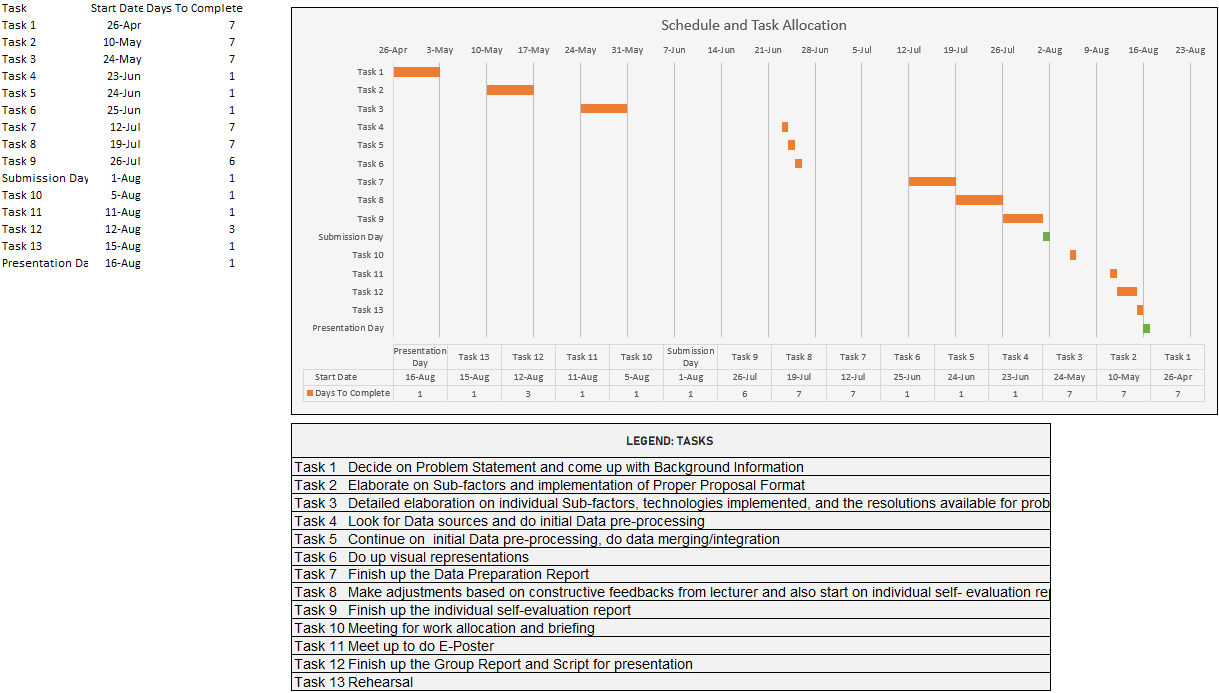 Task Start Date Days To Complete
Task 1 26-Apr 7
Task 2 10-May 7
Task 3 24-May 7
Task 4 23-Jun 1
Task 5 24-Jun 1
Task 6 25-Jun 1
Task 7 12-Jul 7
Task 8 19-Jul 7
Task 9 26-Jul 6
Submission Day 1-Aug 1
Task 10 5-Aug 1
Task 11 11-Aug 1
Task 12 12-Aug 3
Task 13 15-Aug 1
Presentation Da 16-Aug 1
Schedule and Task Allocation
26-Apr 3-May 10-May 17-May 24-May 31-May 7-Jun 14-Jun 21-Jun 28-Jun 5-Jul 12-Jul 19-Jul 26-Jul 2-Aug 9-Aug 16-Aug 23-Aug
Task 1
Task 2
Task 3
Task 4
Task 5
Task 6
Task 7
Task 8
Task 9
Submission Day
Task 10
Task 11
Task 12
Task 13
Presentation Day
Presentation Day Task 13 Task 12 Task 11 Task 10 Submission Day Task 9 Task 8 Task 7 Task 6 Task 5 Task 4 Task 3 Task 2 Task 1
Start Date 16-Aug 15-Aug 12-Aug 11-Aug 5-Aug 1-Aug 26-Jul 19-Jul 12-Jul 25-Jun 24-Jun 23-Jun 24-May 10-May 26-Apr
Days To Complete 1 1 3 1 1 1 6 7 7 1 1 1 7 7 7
LEGEND: TASKS
Task 1 Decide on Problem Statement and come up with Background Information
Task 2 Elaborate on Sub-factors and implementation of Proper Proposal Format
Task 3 Detailed elaboration on individual Sub-factors, technologies implemented, and the resolutions available for prob
Task 4 Look for Data sources and do initial Data pre-processing
Task 5 Continue on initial Data pre-processing, do data merging/integration
Task 6 Do up visual representations
Task 7 Finish up the Data Preparation Report
Task 8 Make adjustments based on constructive feedbacks from lecturer and also start on individual self- evaluation re
Task 9 Finish up the individual self-evaluation report
Task 10 Meeting for work allocation and briefing
Task 11 Meet up to do E-Poster
Task 12 Finish up the Group Report and Script for presentation
Task 13 Rehearsal